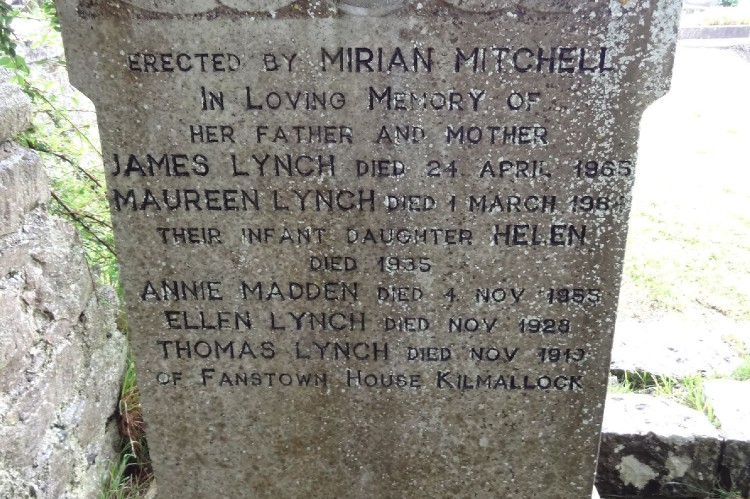 ERECTED BY MIRIAN MITCHELL
IN LOVING MEMORY OF
HER FATHER AND MOTHER
JAMES LYNCH DIED 24. APRIL 1965
MAUREEN LYNCH DIED 1 MARCH
THEIR INFANT DAUGHTER HELEN
DIED 1935
ANNIE MADDEN DIED 4. NOV 1955
ELLEN LYNCH DIED NOV 1928
THOMAS LYNCH DIED NOV 1919
OF FANSTOWN HOUSE KILMALLOCK